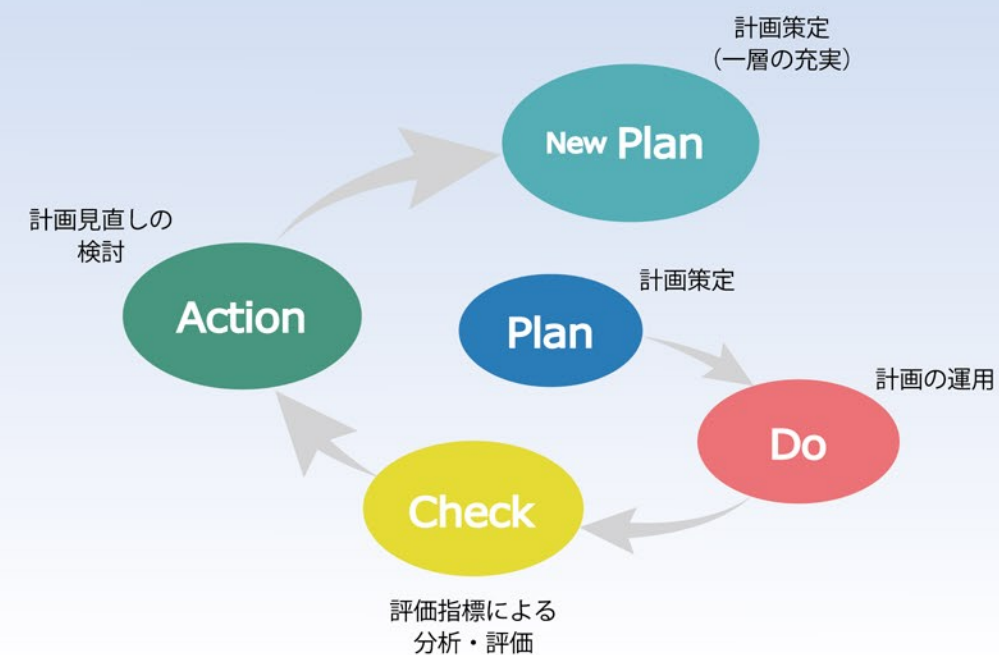 計画策定
（一層の充実）
New Plan
計画見直しの
検討
Action
計画策定
Plan
計画の運用
Do
Check
評価指標による
分析・評価